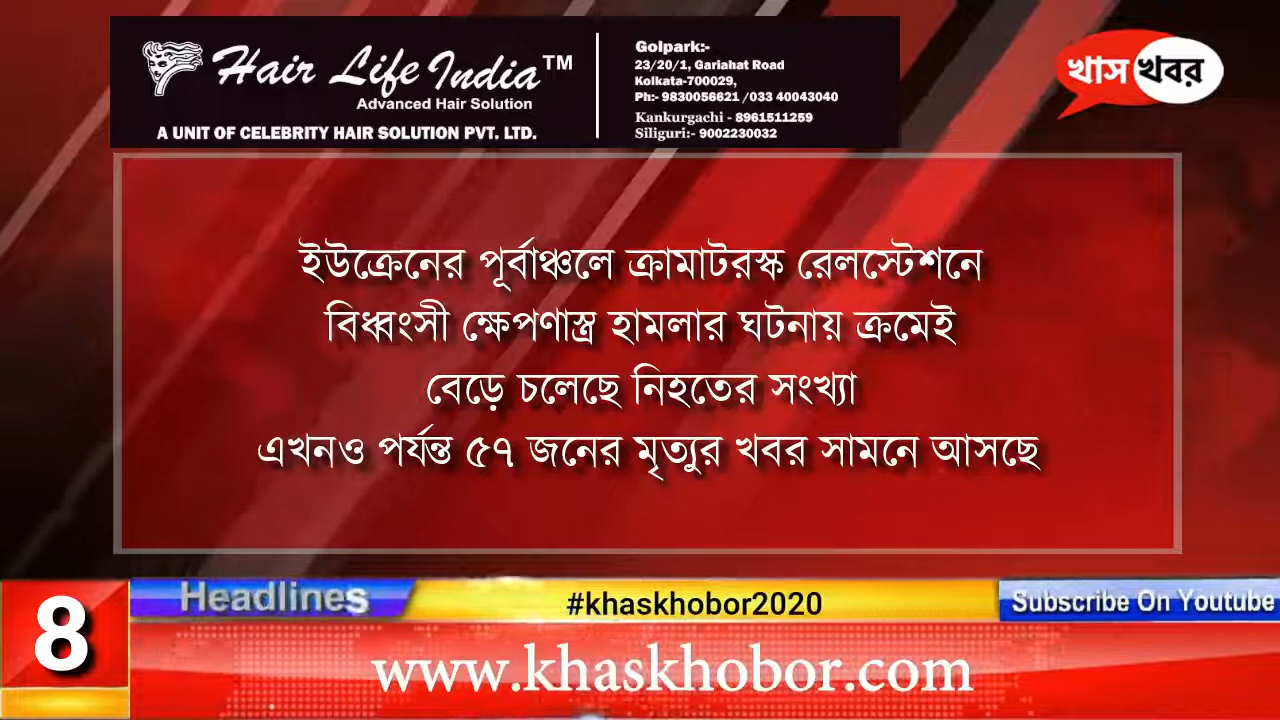 Hair Life India™
Advanced Hair Solution
A UNIT OF CELEBRITY HAIR SOLUTION PVT. LTD.
Golpark:-
23/20/1, Gariahat Road
Kolkata-700029,
Ph:- 9830056621 /033 40043040
Kankurgachi - 8961511259
Siliguri:- 9002230032
খাস খবর
ইউক্রেনের পূর্বাঞ্চলে ক্রামাটরস্ক রেলস্টেশনে
বিধ্বংসী ক্ষেপণাস্ত্র হামলার ঘটনায় ক্রমেই
বেড়ে চলেছে নিহতের সংখ্যা
এখনও পর্যন্ত ৫৭ জনের মৃত্যুর খবর সামনে আসছে
8
Headlines
#khaskhobor2020
Subscribe On Youtube
www.khaskhobor.com